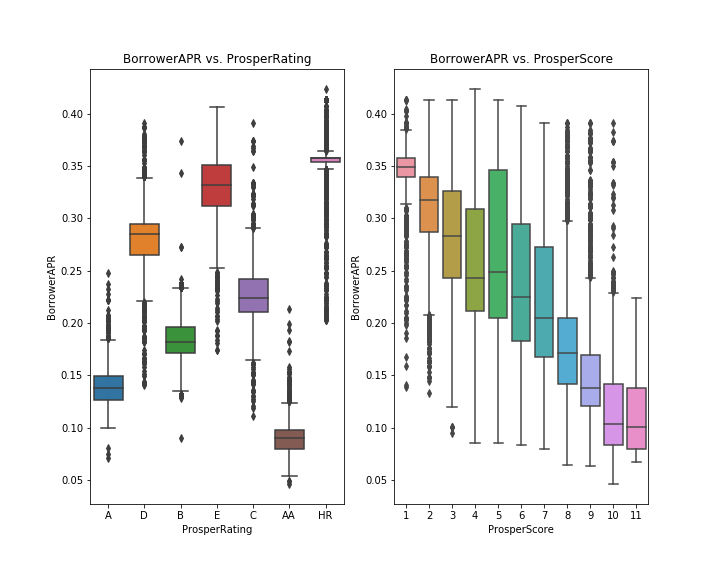 BorrowerAPR vs. ProsperRating
BorrowerAPR
0.40
0.35
0.30
0.25
0.20
0.15
0.10
0.05
A D B E C AA HR
ProsperRating
BorrowerAPR vs. ProsperScore
BorrowerAPR
0.40
0.35
0.30
0.25
0.20
0.15
0.10
0.05
1 2 3 4 5 6 7 8 9 10 11
ProsperScore